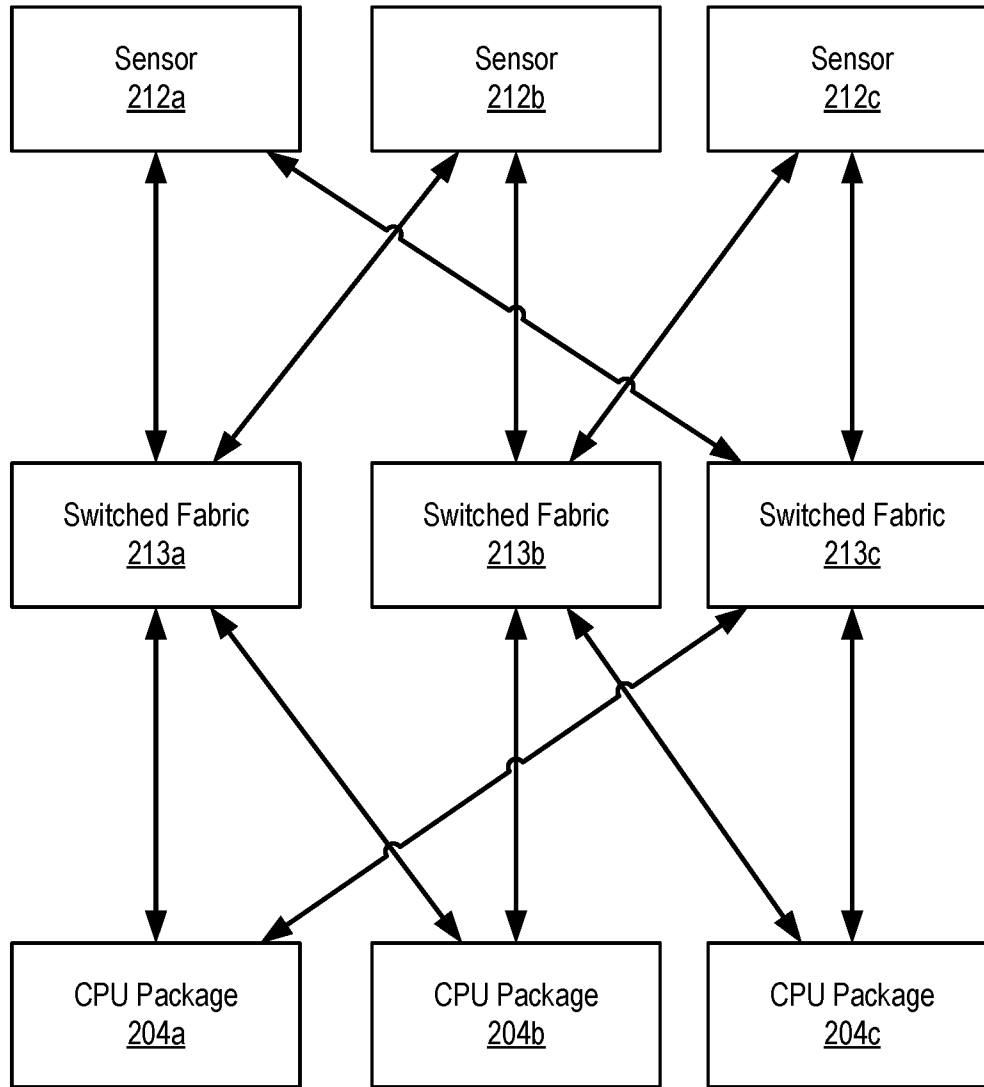 Sensor
212a
Sensor
212b
Sensor
212c
Switched Fabric
213a
Switched Fabric
213b
Switched Fabric
213c
CPU Package
204a
CPU Package
204b
CPU Package
204c